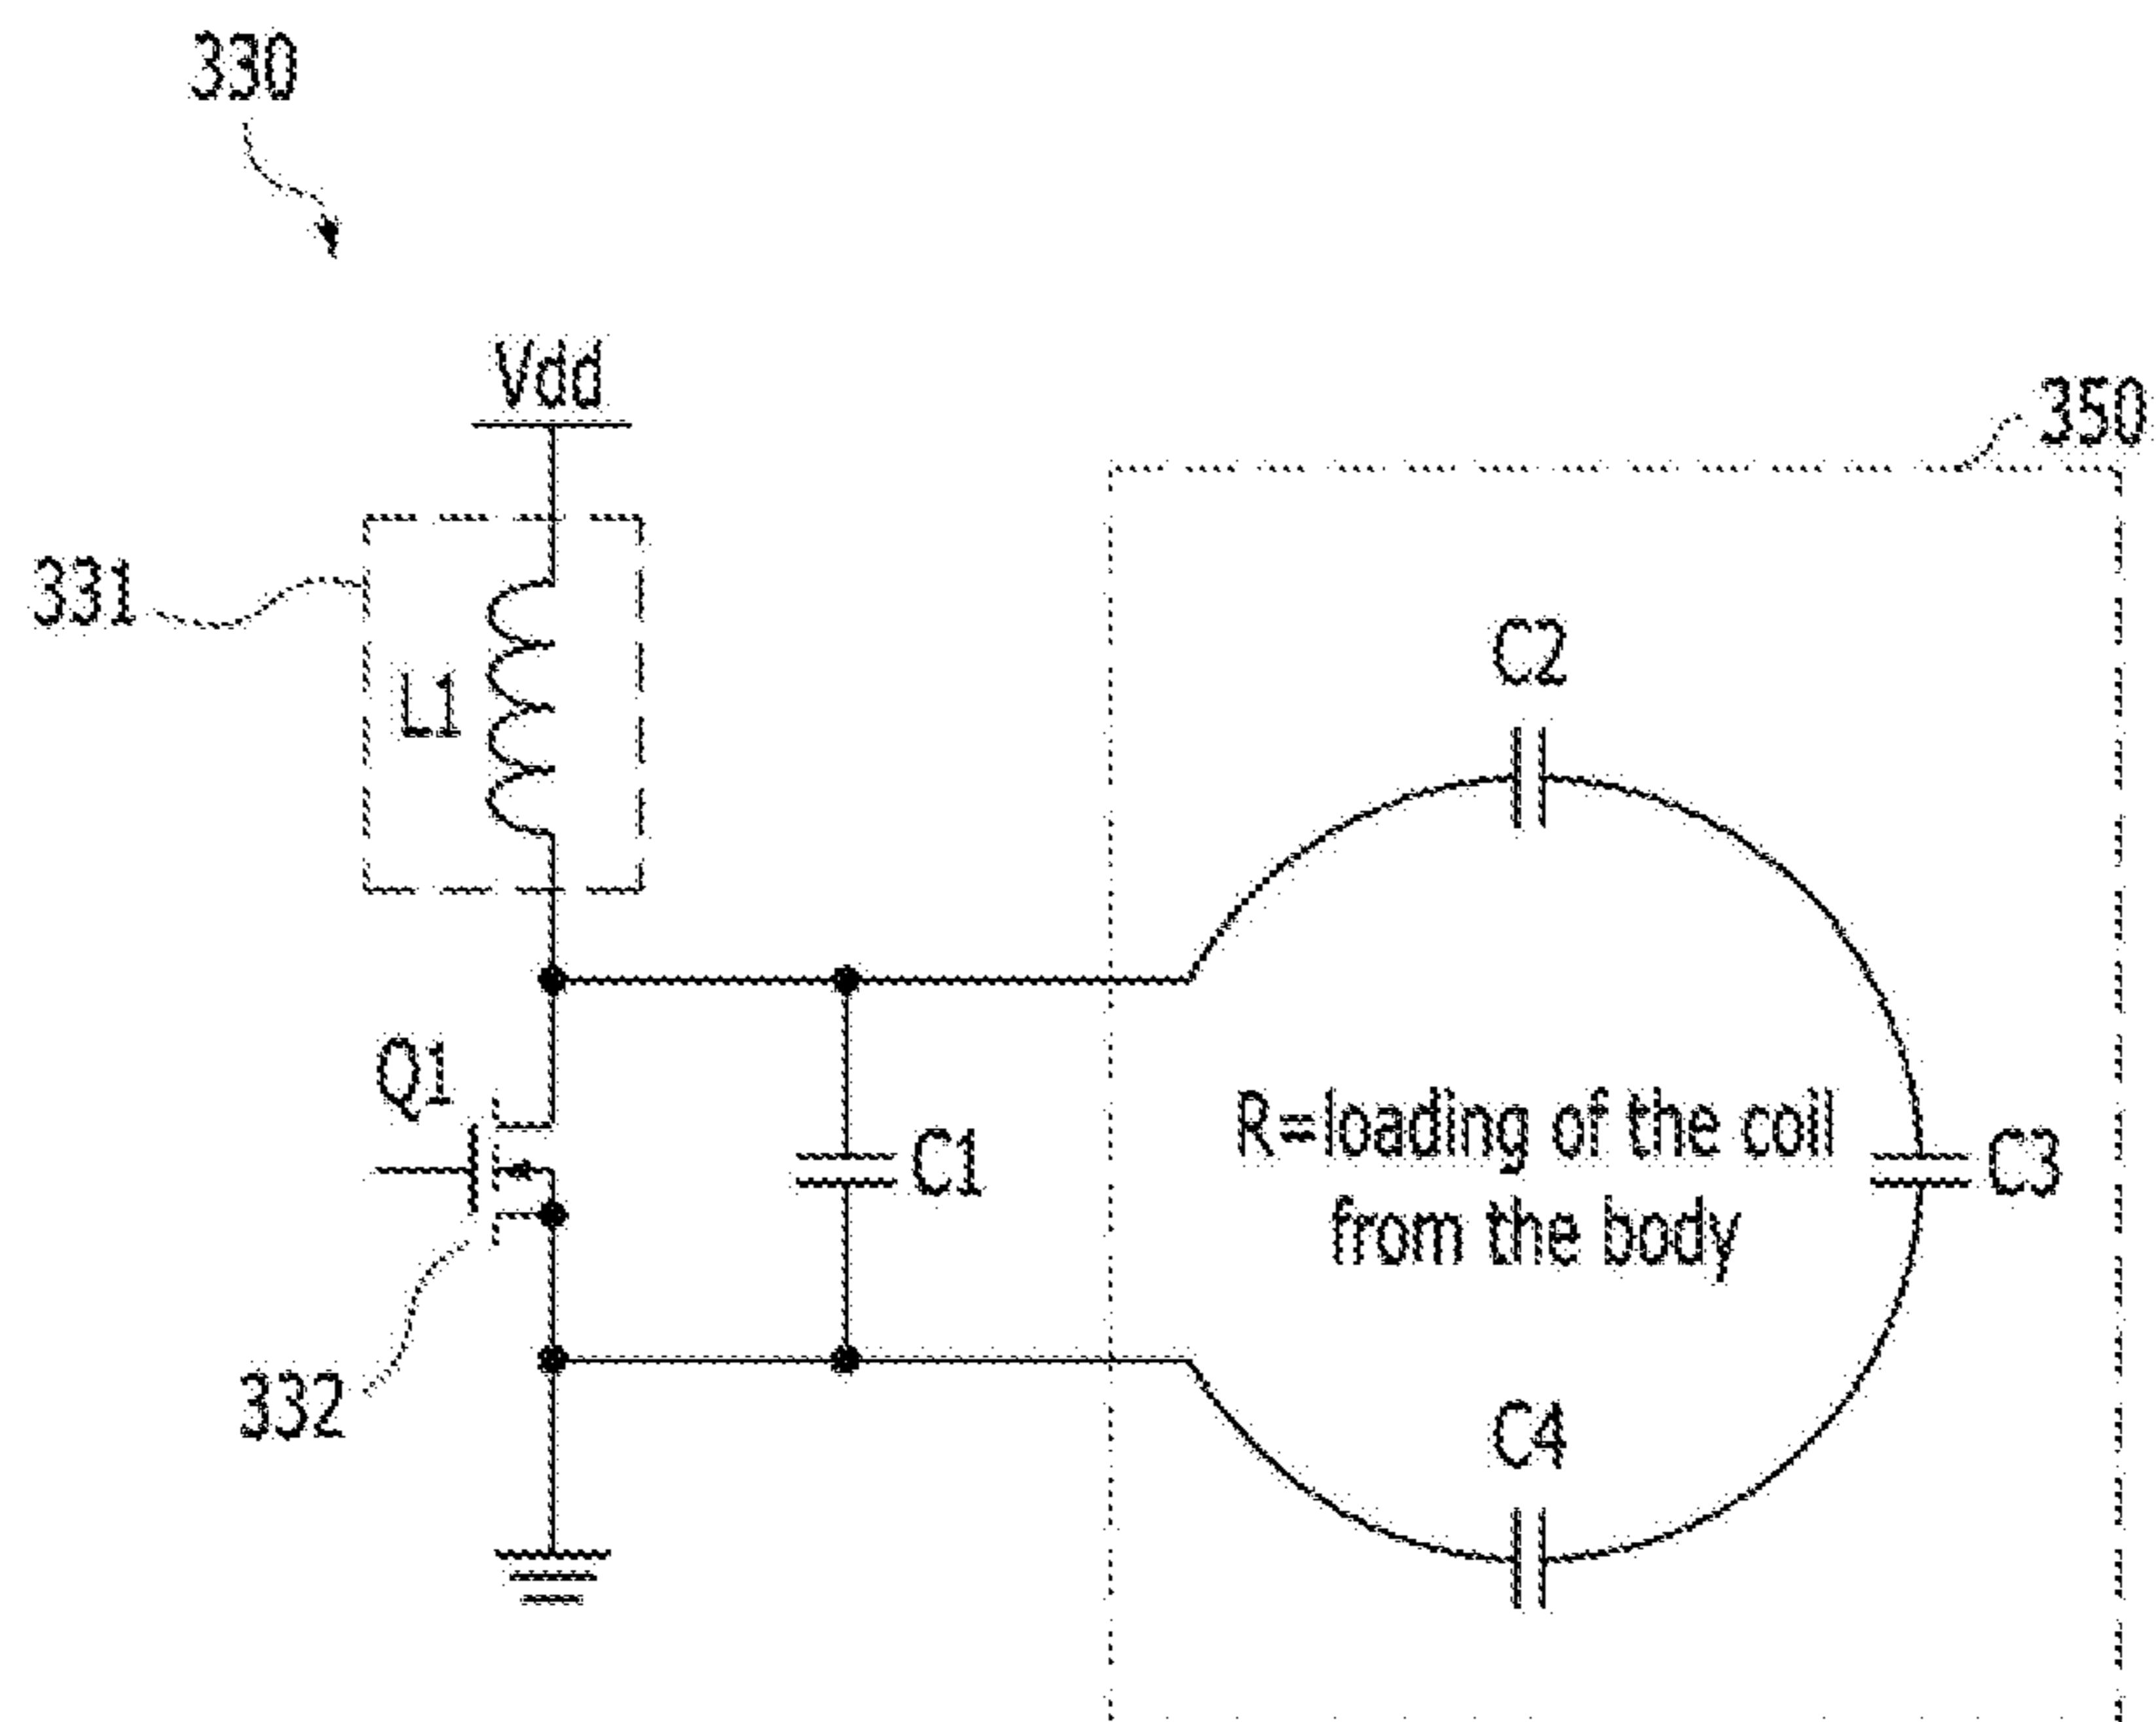 330
Vdd
350
331
L1
C2
Q1
C1
R=loading of the coil
from the body
C3
332
C4